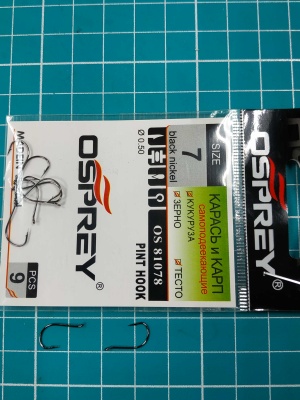 OSPREY®
SIZE
7
black nickel
Ø 0.50
КАРАСЬ и КАРП
самоподсекающие
КУКУРУЗА
ТЕСТО
ЗЕРНО
OS 81078
PINT HOOK
OSPREY®
PCS
9